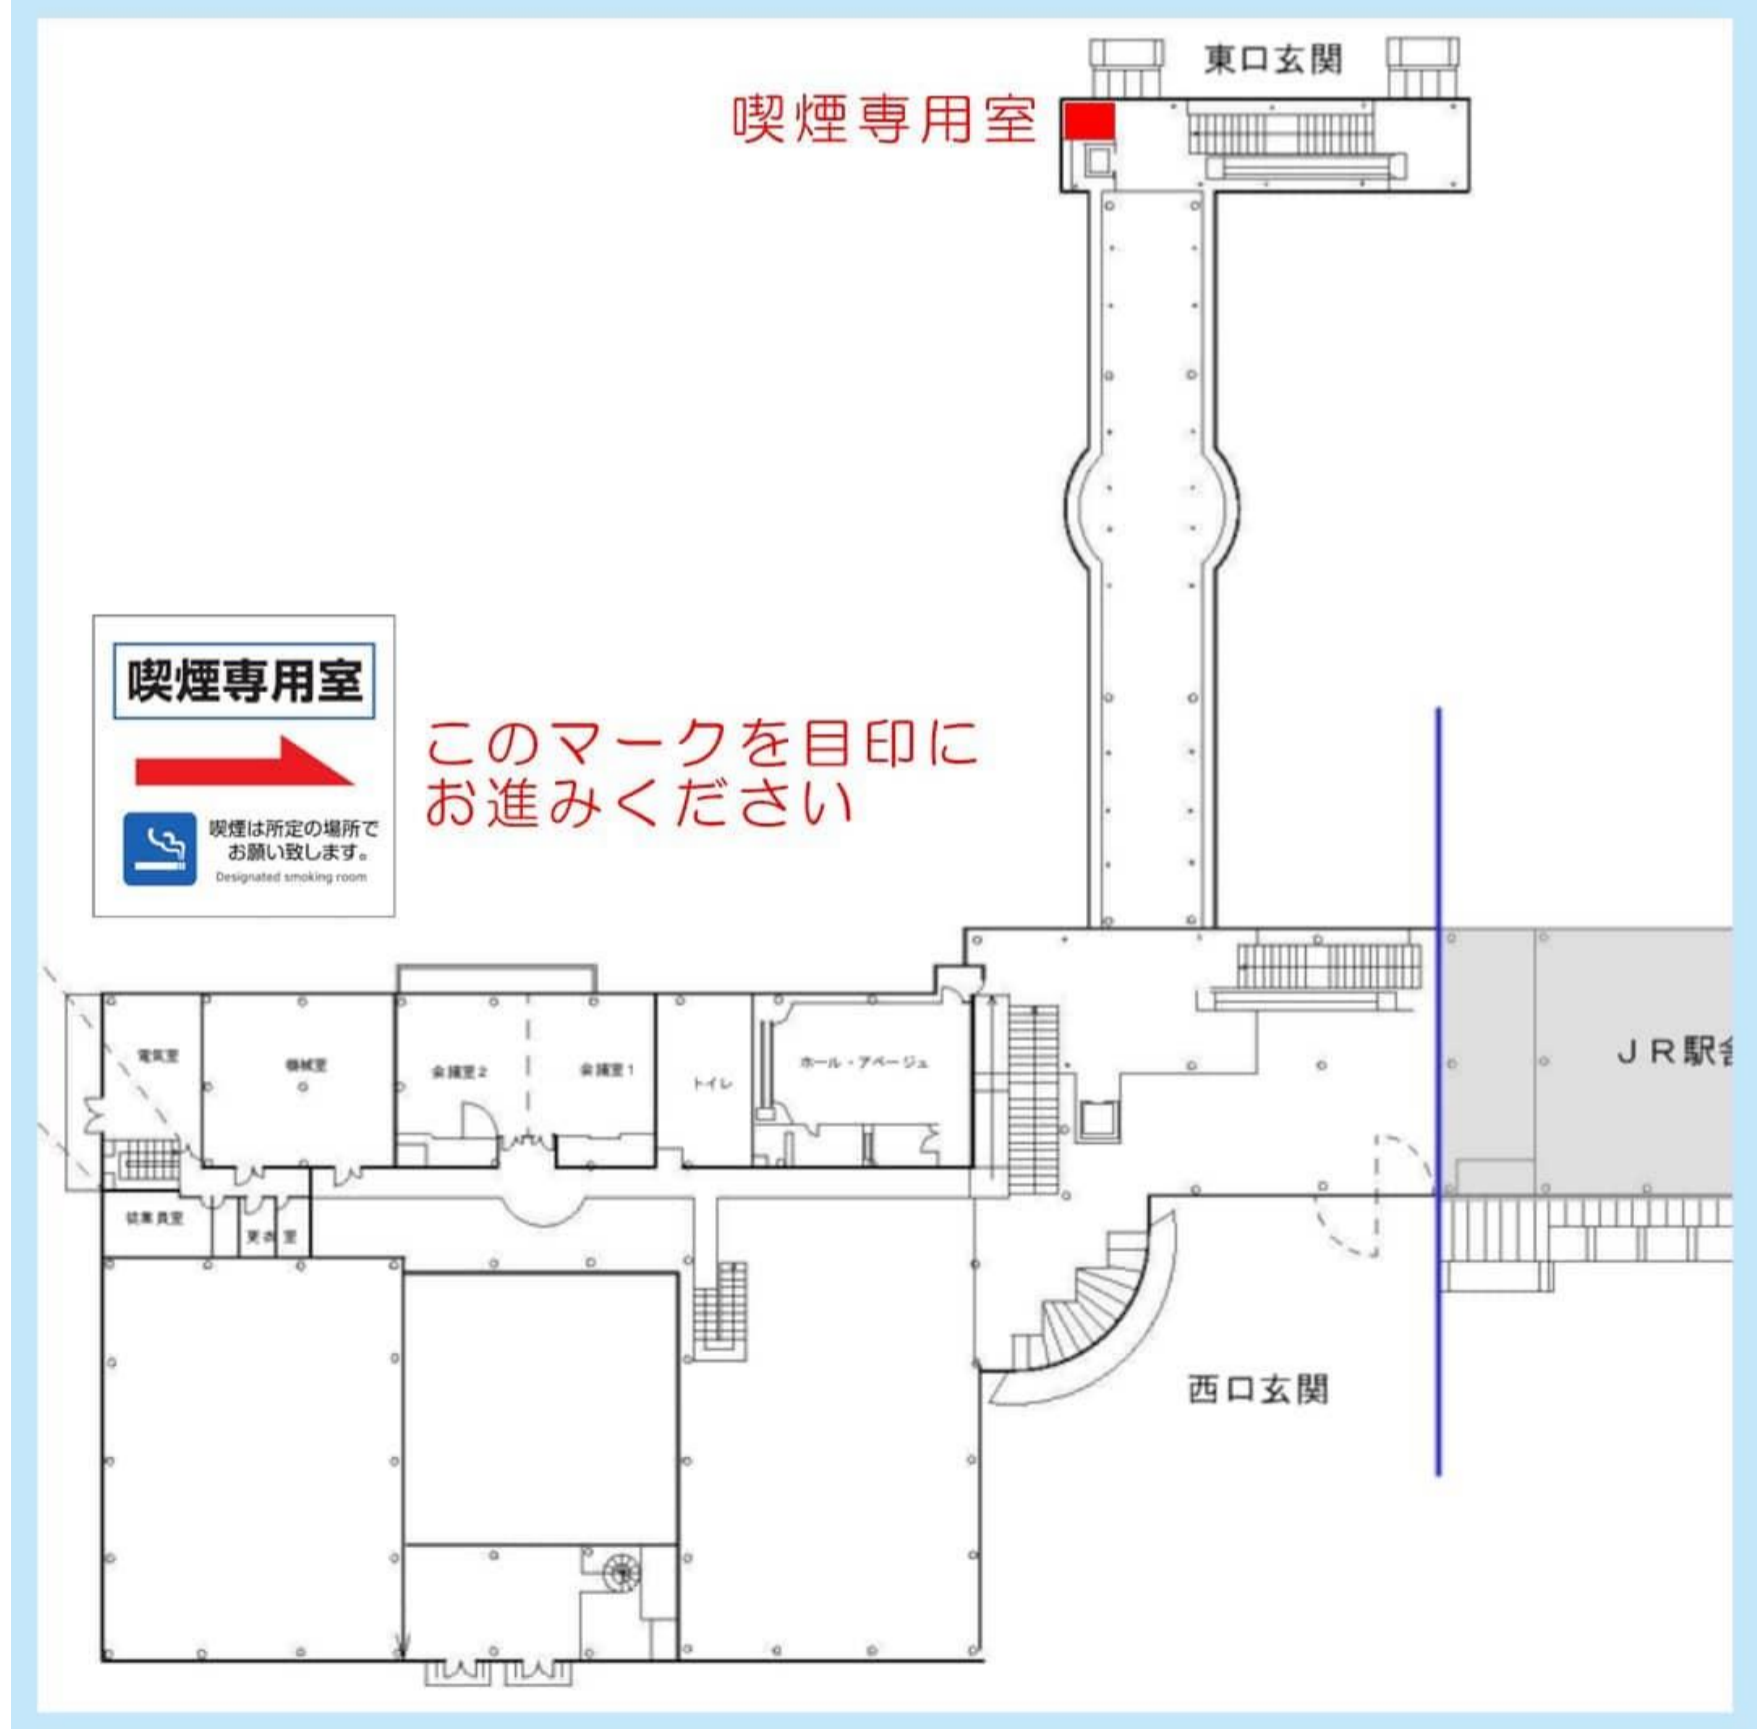 東口玄関
喫煙専用室
喫煙専用室
喫煙は所定の場所で
お願い致します。
Designated smoking room
このマークを目印に
お進みください
電気室
機械室
会議室2
会議室1
トイレ
ホール・アベージュ
JR駅舎
従業員室
更衣室
西口玄関